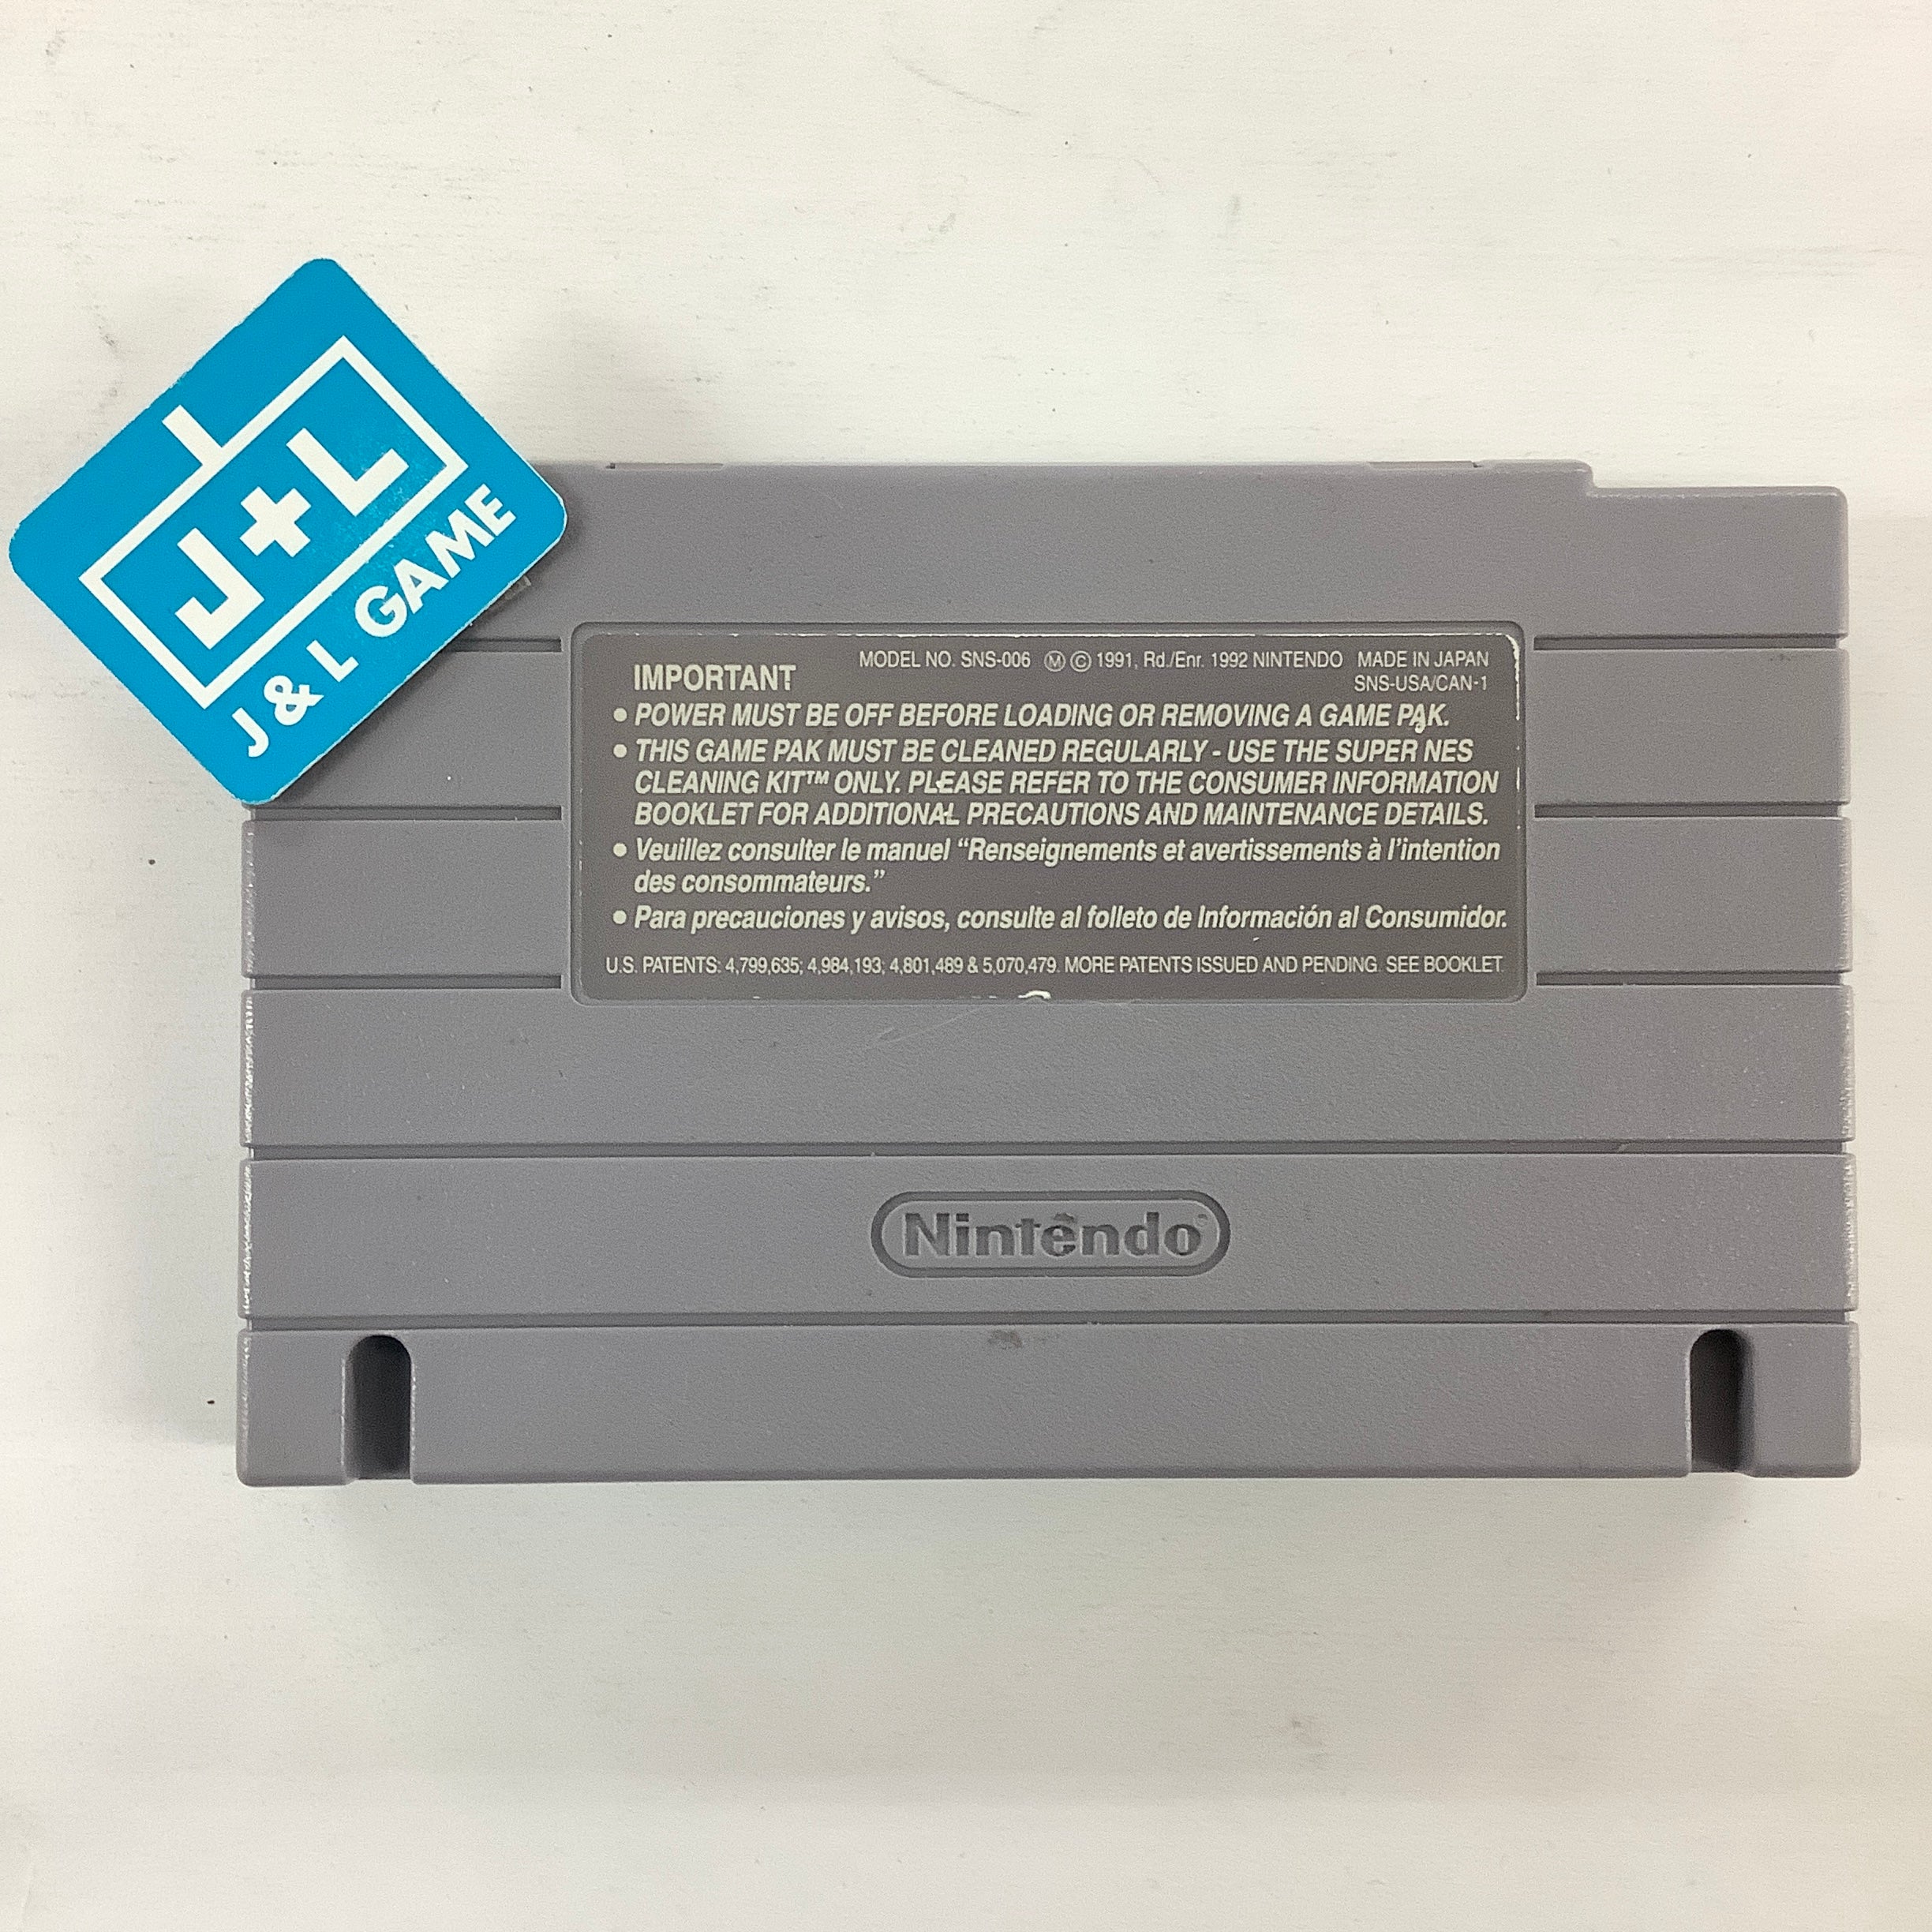 J+L
J & L GAME
MODEL NO. SNS-006 Ⓜ © 1991, Rd./Enr. 1992 NINTENDO MADE IN JAPAN
SNS-USA/CAN-1
IMPORTANT
● POWER MUST BE OFF BEFORE LOADING OR REMOVING A GAME PAK.
● THIS GAME PAK MUST BE CLEANED REGULARLY - USE THE SUPER NES
CLEANING KIT™ ONLY. PLEASE REFER TO THE CONSUMER INFORMATION
BOOKLET FOR ADDITIONAL PRECAUTIONS AND MAINTENANCE DETAILS.
● Veuillez consulter le manuel “Renseignements et avertissements à l’intention
des consommateurs.”
● Para precauciones y avisos, consulte al folleto de Información al Consumidor.
U.S. PATENTS: 4,799,635; 4,984,193; 4,801,489 & 5,070,479. MORE PATENTS ISSUED AND PENDING. SEE BOOKLET
Nintendo